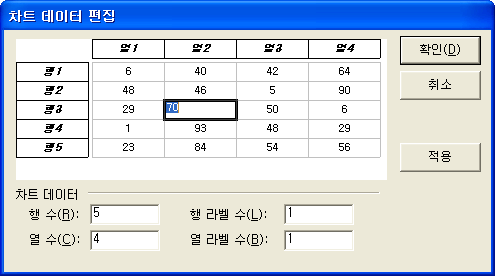 차트 데이터 편집
열1 열2 열3 열4 확인(D)
행1 6 40 42 64
행2 48 46 5 90 취소
행3 29 70 50 6
행4 1 93 48 29
행5 23 84 54 56 적용
차트 데이터
행 수(R): 5 행 라벨 수(L): 1
열 수(C): 4 열 라벨 수(B): 1